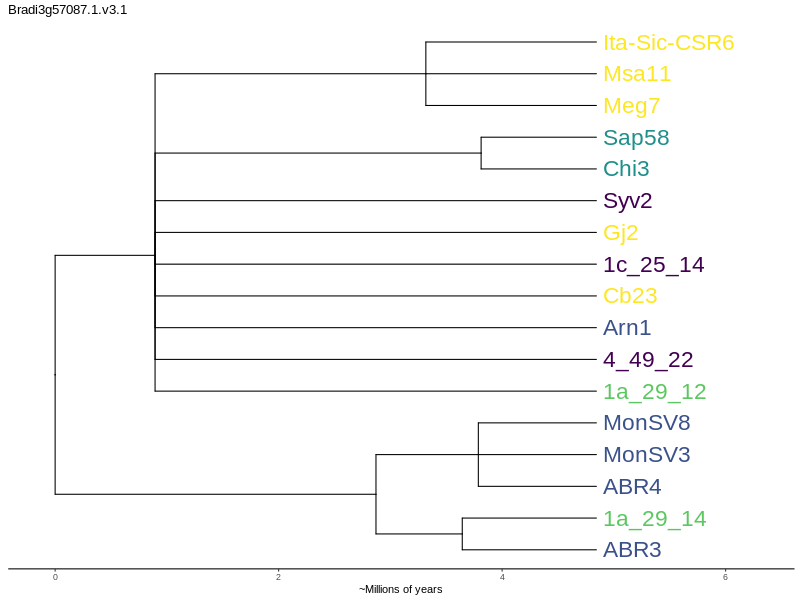 Bradi3g57087.1.v3.1
Ita-Sic-CSR6
Msa11
Meg7
Sap58
Chi3
Syv2
Gj2
1c_25_14
Cb23
Arn1
4_49_22
1a_29_12
MonSV8
MonSV3
ABR4
1a_29_14
ABR3
0 2 4 6
~Millions of years